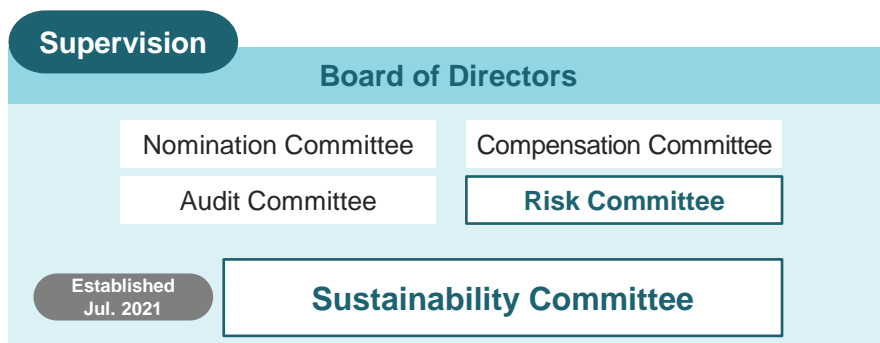 Supervision
Board of Directors
Nomination Committee
Compensation Committee
Audit Committee
Risk Committee
Established
Jul. 2021
Sustainability Committee